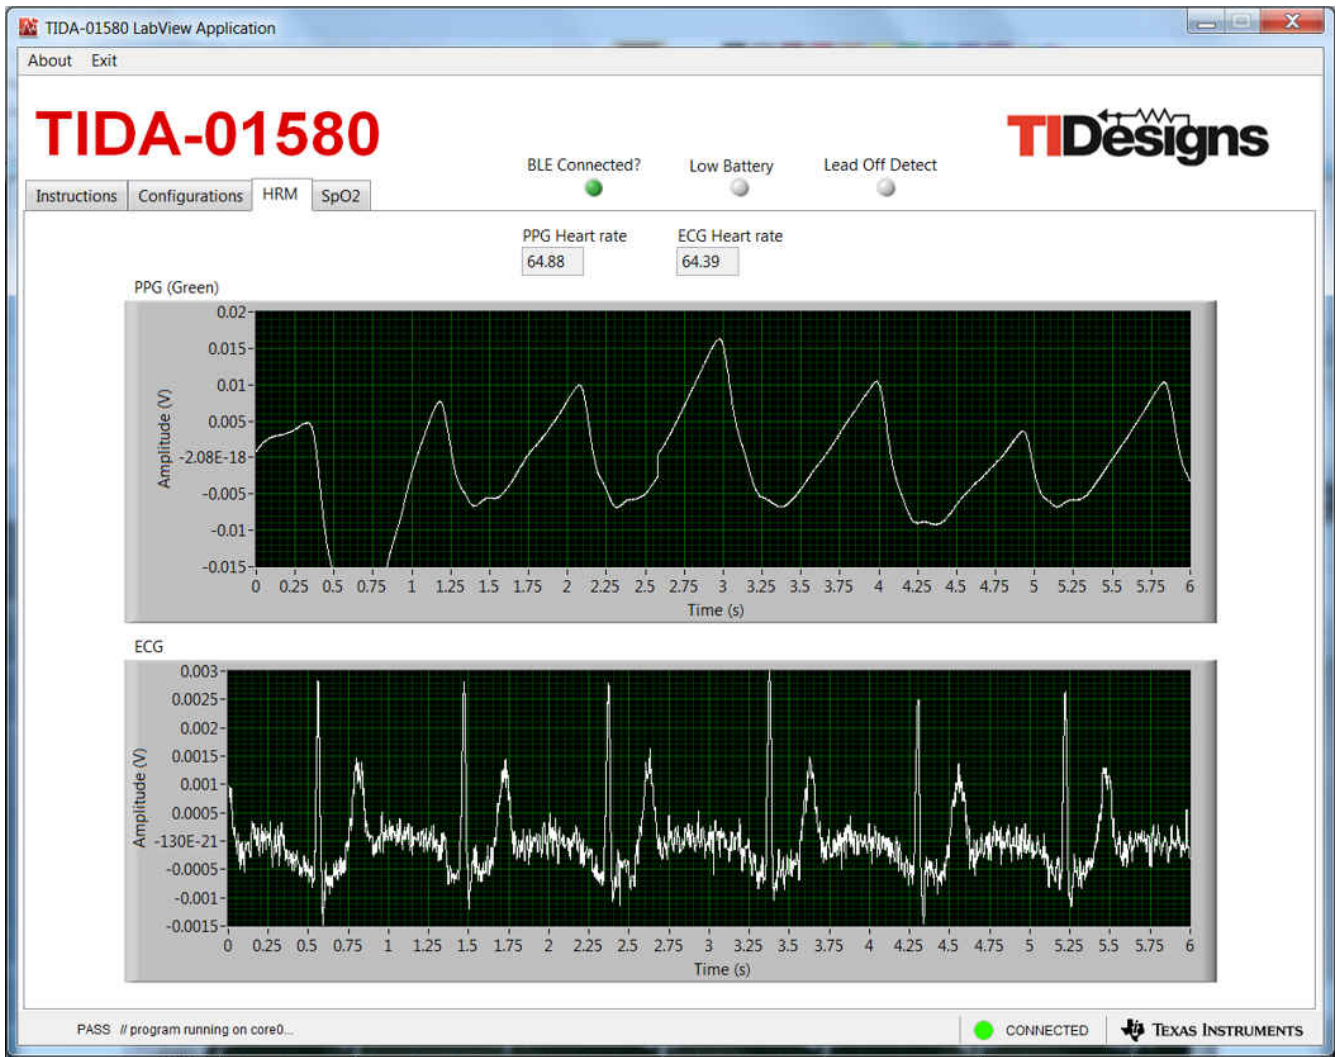 TIDA-01580 LabView Application
About Exit
TIDA-01580
TIDesigns
BLE Connected? Low Battery Lead Off Detect
Instructions Configurations HRM SpO2
PPG Heart rate ECG Heart rate
64.88 64.39
PPG (Green)
0.02
0.015
0.01
0.005
-2.08E-18
-0.005
-0.01
-0.015
Amplitude (V)
0 0.25 0.5 0.75 1 1.25 1.5 1.75 2 2.25 2.5 2.75 3 3.25 3.5 3.75 4 4.25 4.5 4.75 5 5.25 5.5 5.75 6
Time (s)
ECG
0.003
0.0025
0.002
0.0015
0.001
0.0005
-130E-21
-0.0005
-0.001
-0.0015
Amplitude (V)
0 0.25 0.5 0.75 1 1.25 1.5 1.75 2 2.25 2.5 2.75 3 3.25 3.5 3.75 4 4.25 4.5 4.75 5 5.25 5.5 5.75 6
Time (s)
PASS // program running on core0...
CONNECTED
TEXAS INSTRUMENTS